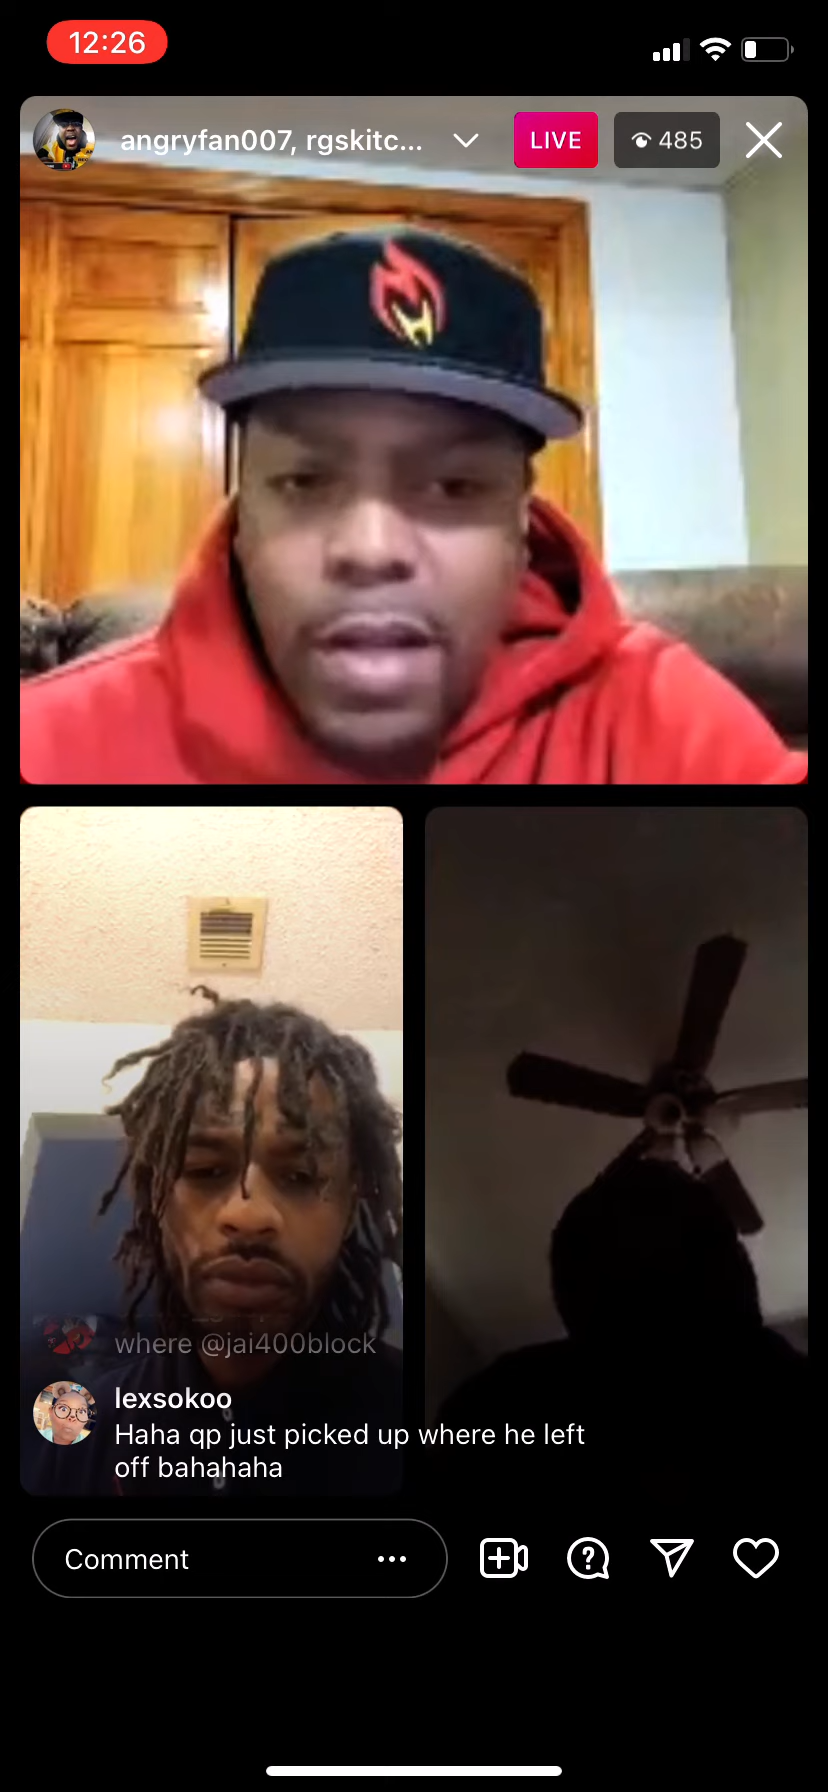 12:26
angryfan007, rgskitc...
LIVE
485
where @jai400block
lexsokoo
Haha qp just picked up where he left
off bahahaha
Comment